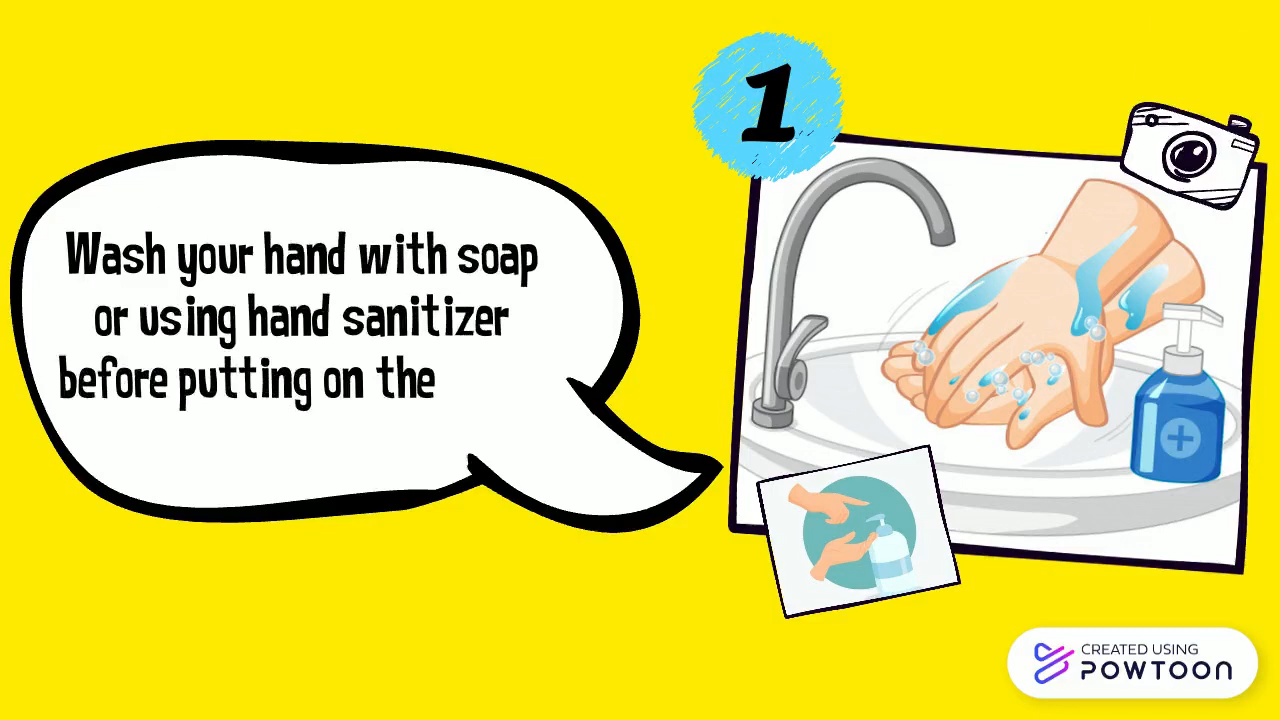 1
Wash your hand with soap
or using hand sanitizer
before putting on the
CREATED USING
POWTOON